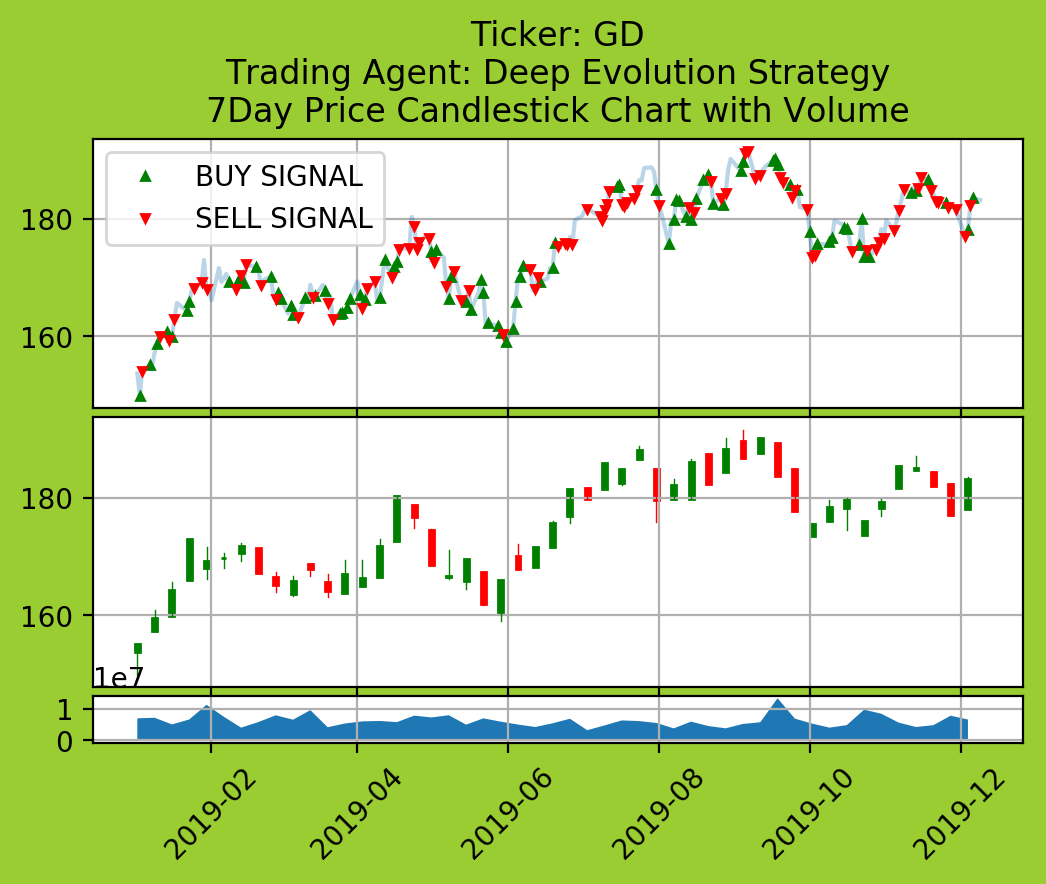 Ticker: GD
Trading Agent: Deep Evolution Strategy
7Day Price Candlestick Chart with Volume
BUY SIGNAL
SELL SIGNAL
180
160
180
160
1e7
1
0
2019-02
2019-04
2019-06
2019-08
2019-10
2019-12